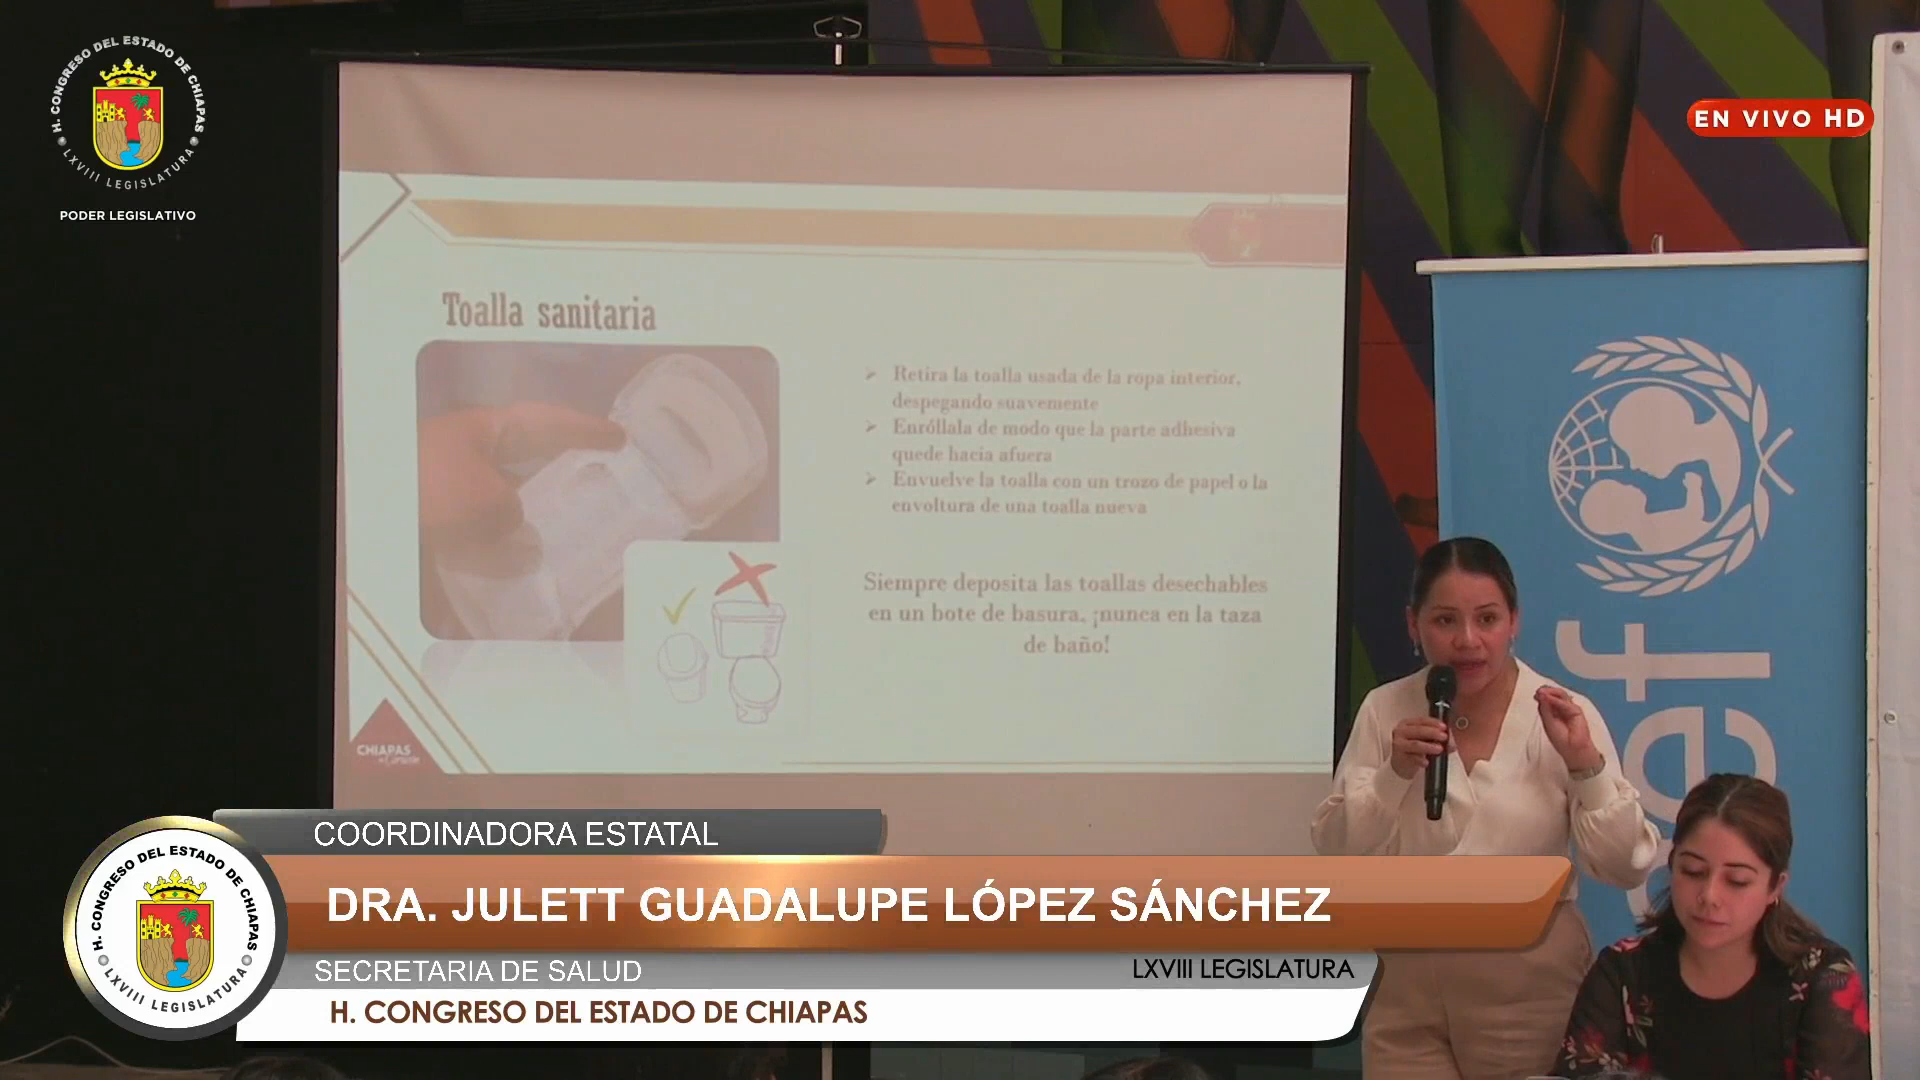 H. CONGRESO DEL ESTADO DE CHIAPAS
LXVIII LEGISLATURA
PODER LEGISLATIVO
EN VIVO HD
Toalla sanitaria
➢ Retira la toalla usada de la ropa interior,
despegando suavemente
➢ Enróllala de modo que la parte adhesiva
quede hacia afuera
➢ Envuelve la toalla con un trozo de papel o la
envoltura de una toalla nueva
Siempre deposita las toallas desechables
en un bote de basura, ¡nunca en la taza
de baño!
CHIAPAS
ef
COORDINADORA ESTATAL
DRA. JULETT GUADALUPE LÓPEZ SÁNCHEZ
SECRETARIA DE SALUD
LXVIII LEGISLATURA
H. CONGRESO DEL ESTADO DE CHIAPAS
H. CONGRESO DEL ESTADO DE CHIAPAS
LXVIII LEGISLATURA